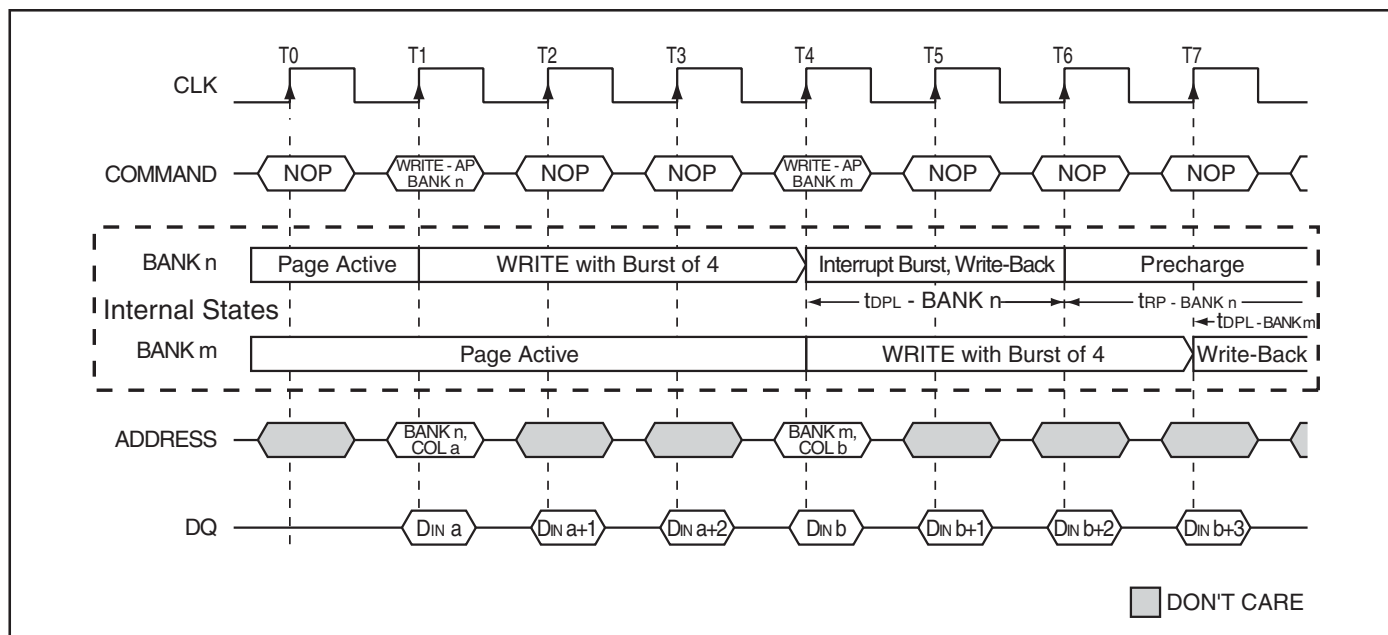 T0 T1 T2 T3 T4 T5 T6 T7
CLK
COMMAND NOP WRITE - AP BANK n NOP NOP WRITE - AP BANK m NOP NOP NOP
BANK n Page Active WRITE with Burst of 4 Interrupt Burst, Write-Back Precharge
tDPL - BANK n tRP - BANK n
Internal States
tDPL - BANK m
BANK m Page Active WRITE with Burst of 4 Write-Back
ADDRESS BANK n, COL a BANK m, COL b
DQ DIN a DIN a+1 DIN a+2 DIN b DIN b+1 DIN b+2 DIN b+3
DON'T CARE